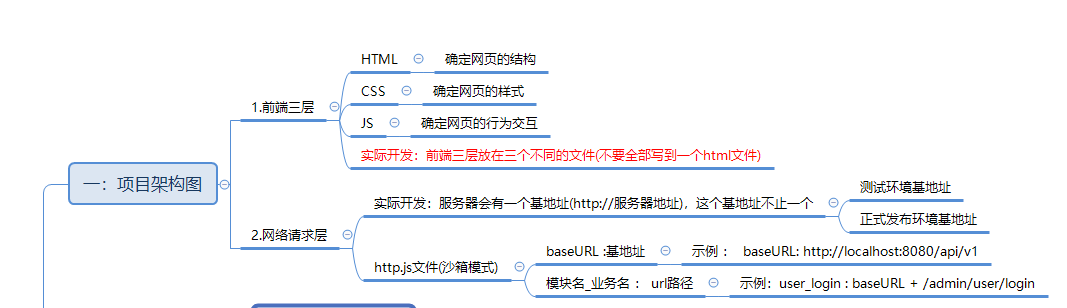 一：项目架构图
1.前端三层
HTML
确定网页的结构
CSS
确定网页的样式
JS
确定网页的行为交互
实际开发：前端三层放在三个不同的文件(不要全部写到一个html文件)
2.网络请求层
实际开发：服务器会有一个基地址(http://服务器地址)，这个基地址不止一个
测试环境基地址
正式发布环境基地址
http.js文件(沙箱模式)
baseURL :基地址
示例 ： baseURL: http://localhost:8080/api/v1
模块名_业务名 ： url路径
示例：user_login : baseURL + /admin/user/login